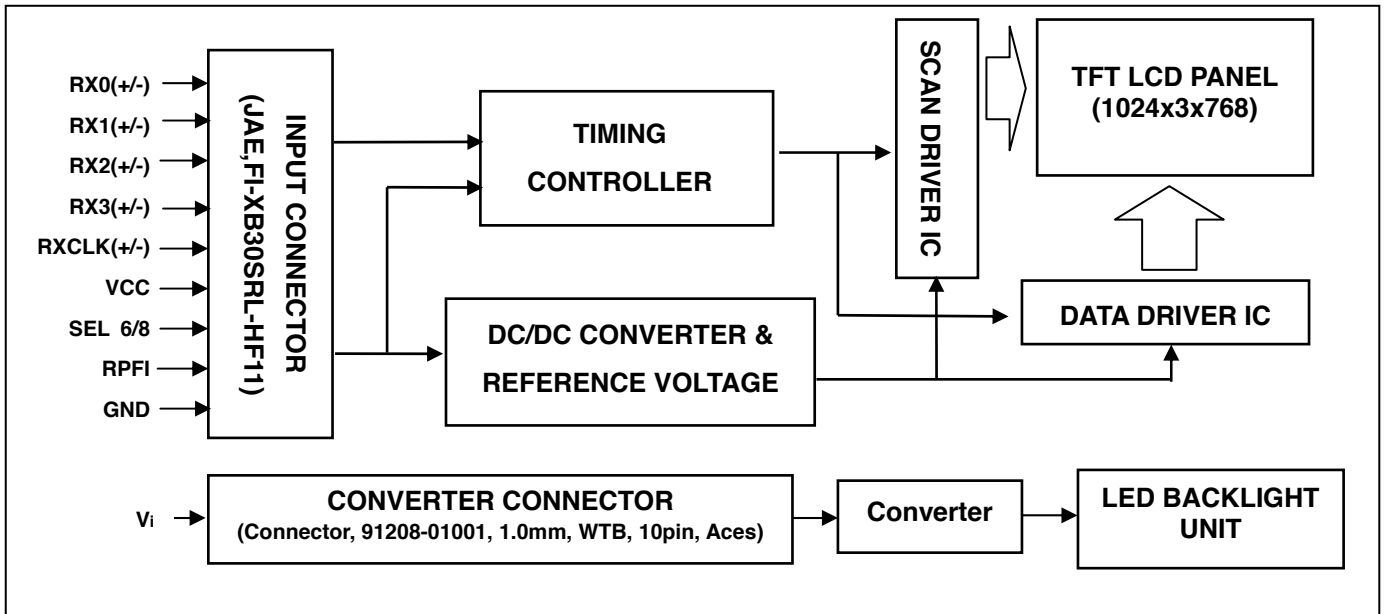 RX0(+/-)
RX1(+/-)
RX2(+/-)
RX3(+/-)
RXCLK(+/-)
VCC
SEL 6/8
RPFI
GND
INPUT CONNECTOR
(JAE,FI-XB30SRL-HF11)
TIMING
CONTROLLER
DC/DC CONVERTER &
REFERENCE VOLTAGE
SCAN DRIVER IC
TFT LCD PANEL
(1024x3x768)
DATA DRIVER IC
Vi
CONVERTER CONNECTOR
(Connector, 91208-01001, 1.0mm, WTB, 10pin, Aces)
Converter
LED BACKLIGHT
UNIT